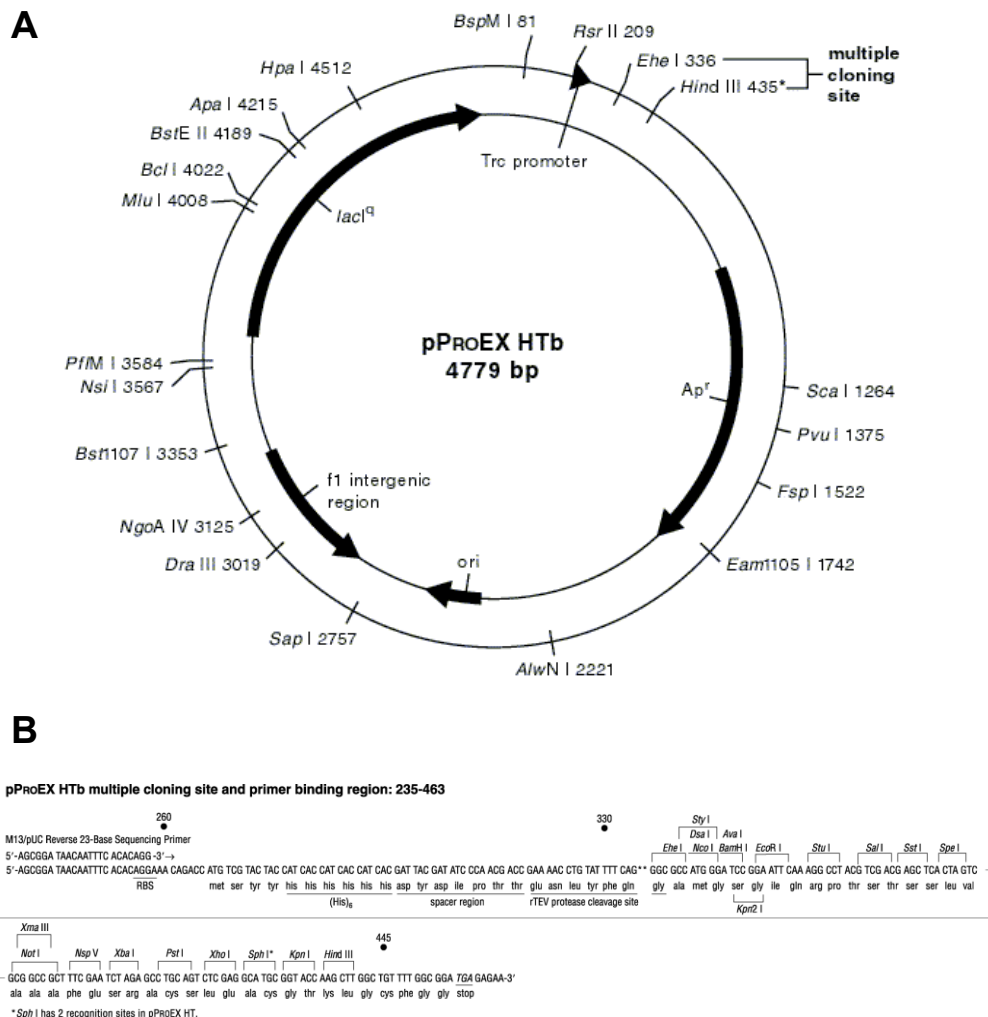 A
BspM I 81
Rsr II 209
Ehe I 336
Hind III 435*
multiple
cloning
site
Hpa I 4512
Apa I 4215
BstE II 4189
Bcl I 4022
Mlu I 4008
Trc promoter
lacIq
pPROEX HTb
4779 bp
Apr
PflM I 3584
Nsi I 3567
Bst1107 I 3353
NgoA IV 3125
Dra III 3019
Sap I 2757
f1 intergenic
region
ori
Sca I 1264
Pvu I 1375
Fsp I 1522
Eam1105 I 1742
AlwN I 2221
B
pPROEX HTb multiple cloning site and primer binding region: 235-463
260 330
M13/pUC Reverse 23-Base Sequencing Primer
Sty I
Dsa I Ava I
5′-AGCGGA TAACAATTTC ACACAGG-3′→
Ehe I Nco I BamH I EcoR I Stu I Sal I Sst I Spe I
5′-AGCGGA TAACAATTTC ACACAGGAAA CAGACC ATG TCG TAC TAC CAT CAC CAT CAC CAT CAC GAT TAC GAT ATC CCA ACG ACC GAA AAC CTG TAT TTT CAG** GGC GCC ATG GGA TCC GGA ATT CAA AGG CCT ACG TCG ACG AGC TCA CTA GTC
RBS met ser tyr tyr his his his his his his asp tyr asp ile pro thr thr glu asn leu tyr phe gln gly ala met gly ser gly ile gln arg pro thr ser thr ser ser leu val
(His)6 spacer region rTEV protease cleavage site Kpn2 I
Xma III
Not I Nsp V Xba I Pst I Xho I Sph I* Kpn I Hind III 445
GCG GCC GCT TTC GAA TCT AGA GCC TGC AGT CTC GAG GCA TGC GGT ACC AAG CTT GGC TGT TTT GGC GGA TGA GAGAA-3′
ala ala ala phe glu ser arg ala cys ser leu glu ala cys gly thr lys leu gly cys phe gly gly stop
*Sph I has 2 recognition sites in pPROEX HT.